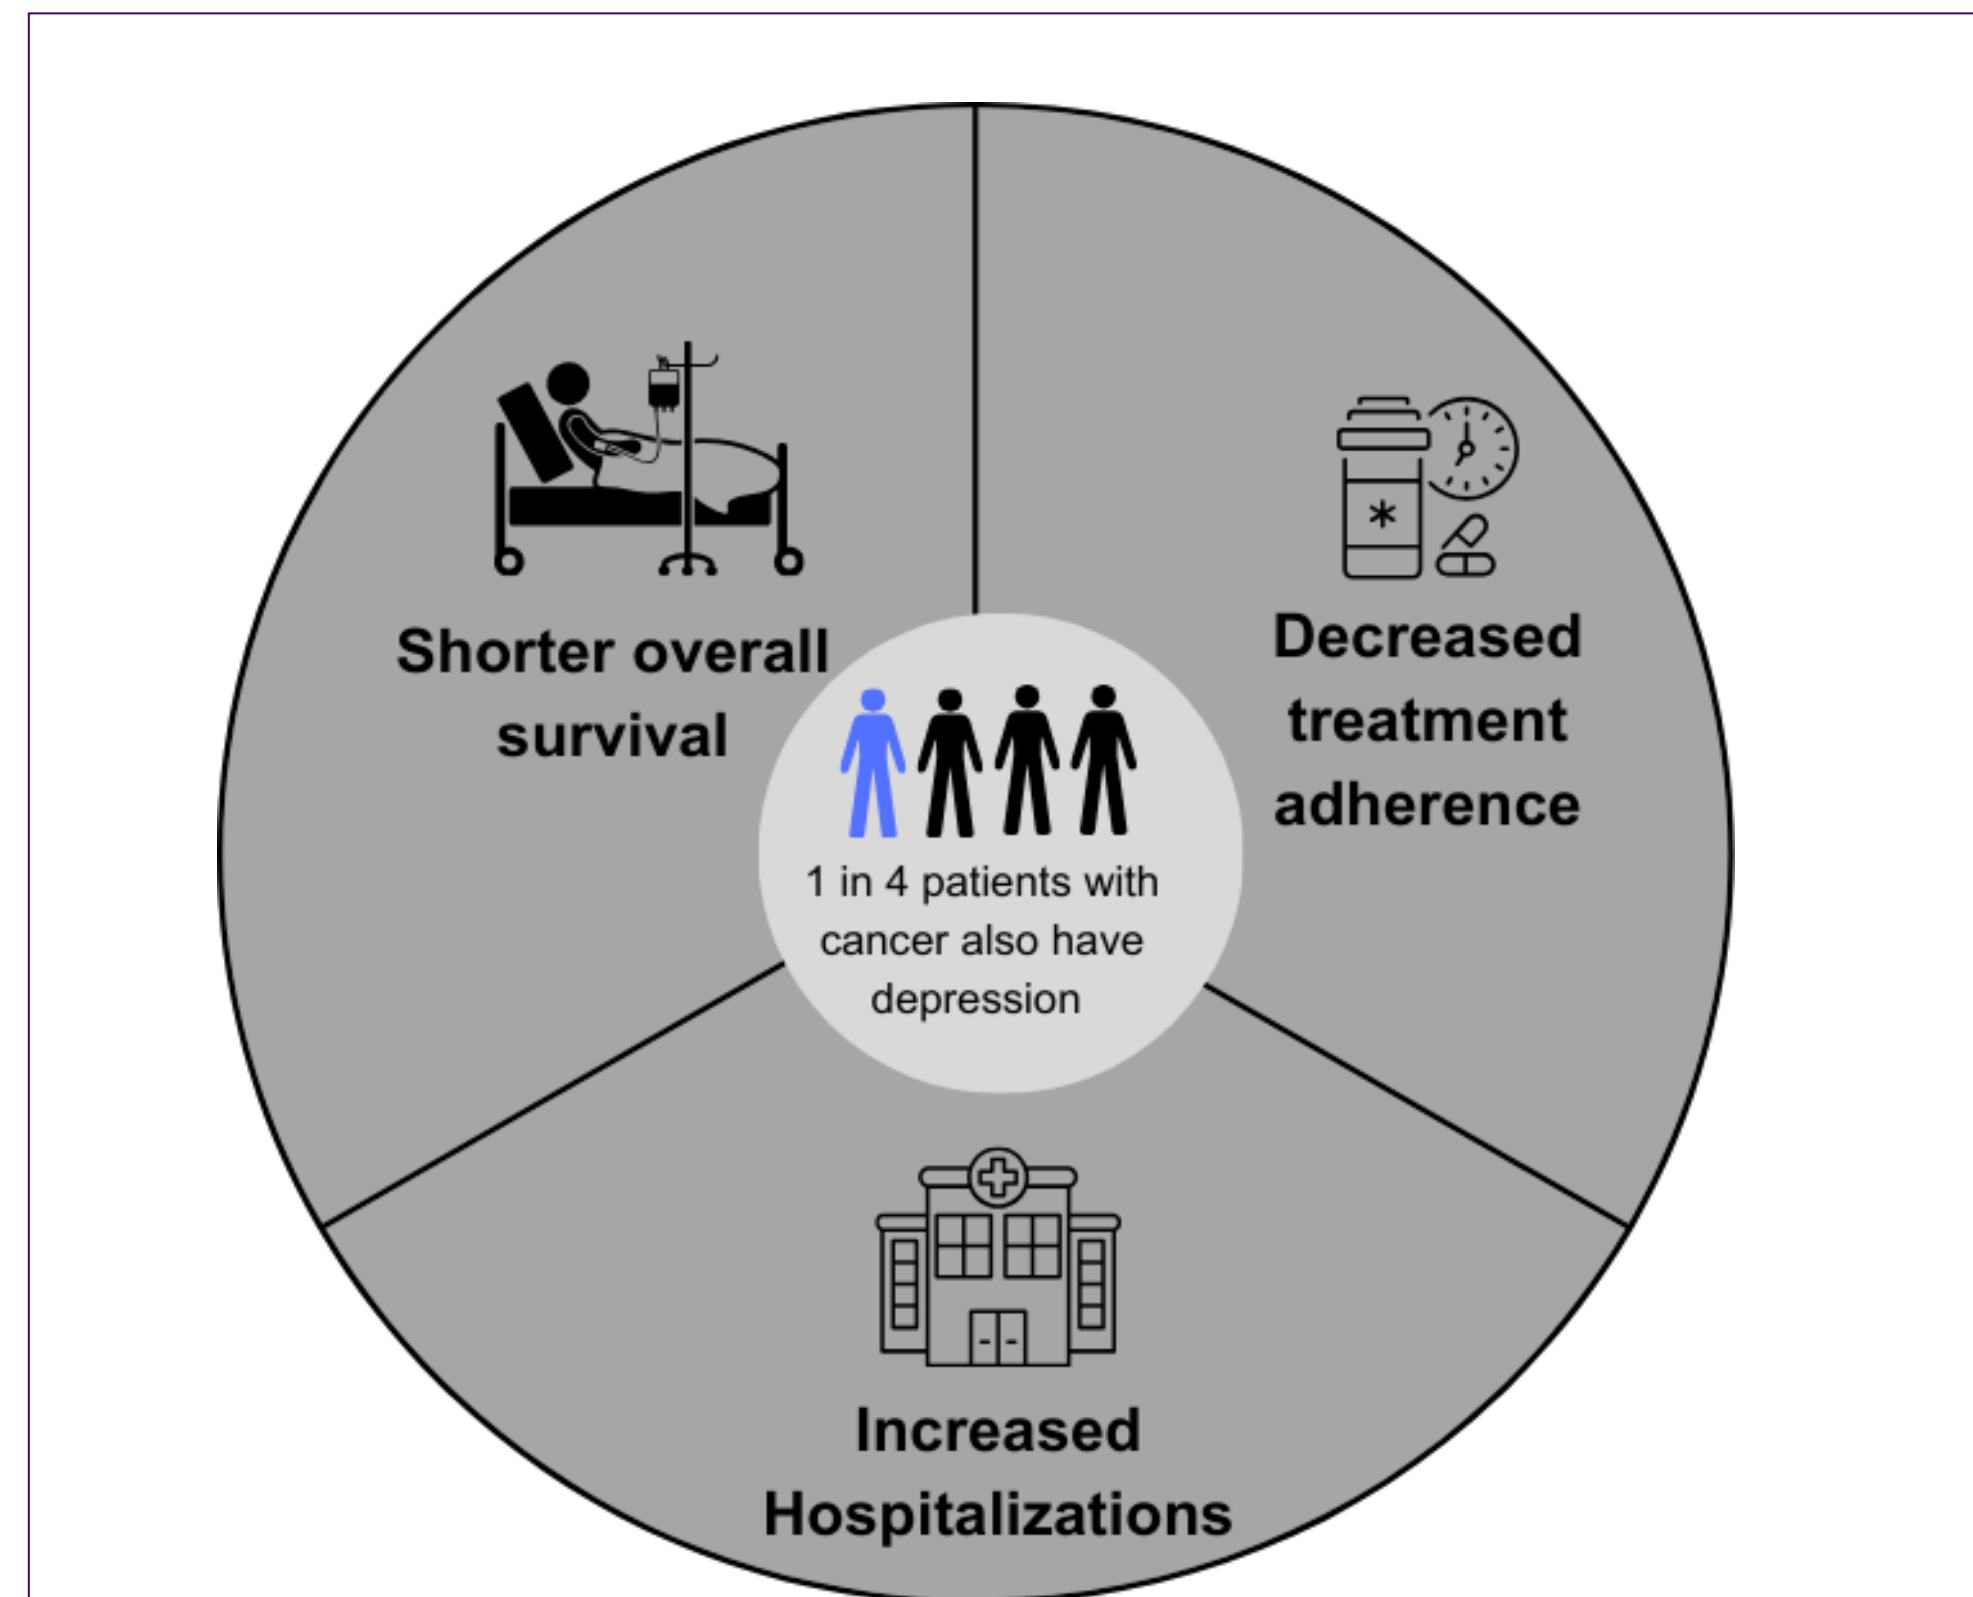 Shorter overall
survival
Decreased
treatment
adherence
1 in 4 patients with
cancer also have
depression
Increased
Hospitalizations